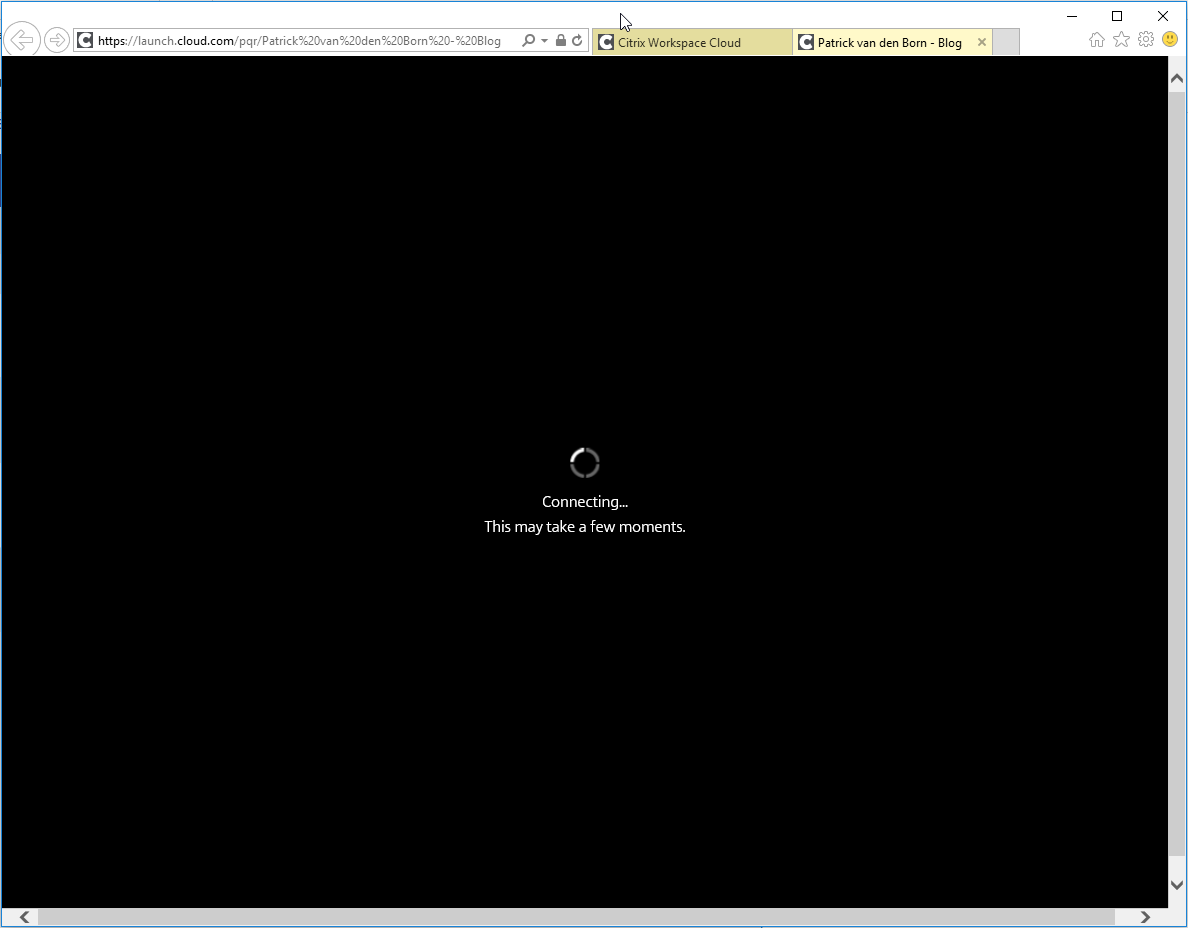 https://launch.cloud.com/pqr/Patrick%20van%20den%20Born%20-%20Blog
Citrix Workspace Cloud
Patrick van den Born - Blog
Connecting...
This may take a few moments.